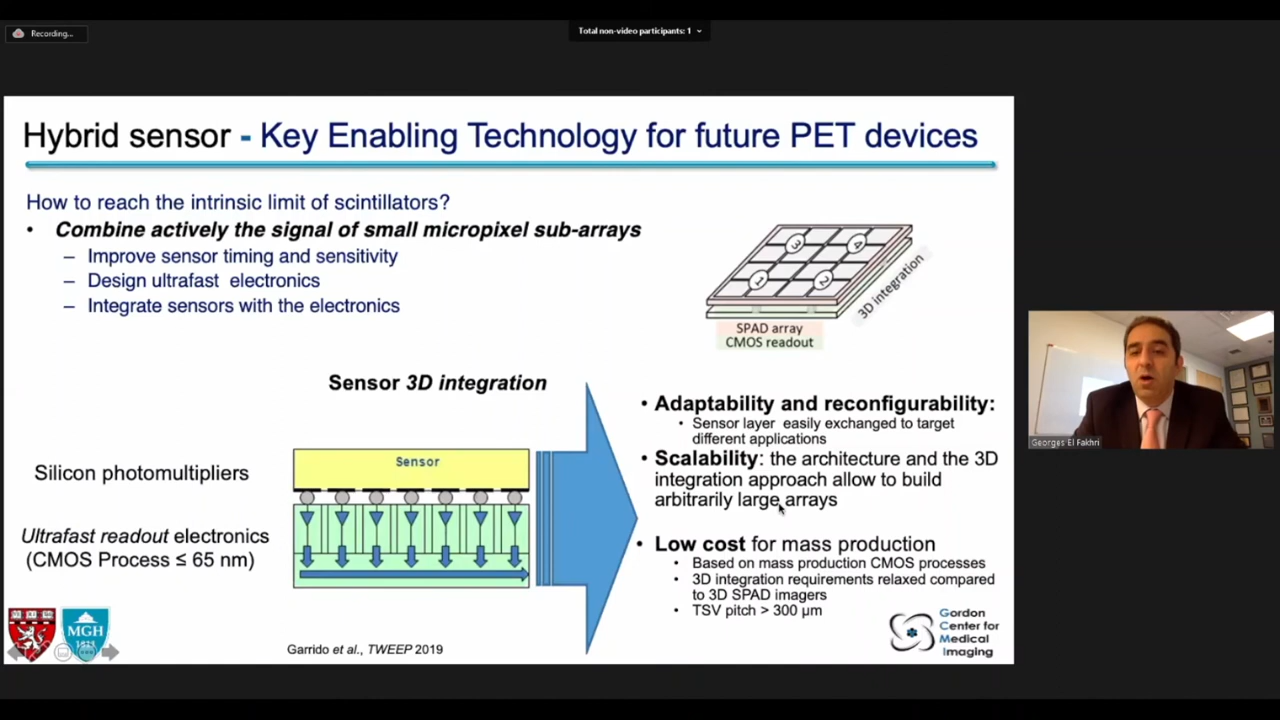 Recording...
Total non-video participants: 1
Hybrid sensor - Key Enabling Technology for future PET devices
How to reach the intrinsic limit of scintillators?
• Combine actively the signal of small micropixel sub-arrays
– Improve sensor timing and sensitivity
– Design ultrafast electronics
– Integrate sensors with the electronics
3
4
1
2
3D integration
SPAD array
CMOS readout
Sensor 3D integration
Silicon photomultipliers
Sensor
Ultrafast readout electronics
(CMOS Process ≤ 65 nm)
• Adaptability and reconfigurability:
• Sensor layer easily exchanged to target
different applications
• Scalability: the architecture and the 3D
integration approach allow to build
arbitrarily large arrays
• Low cost for mass production
• Based on mass production CMOS processes
• 3D integration requirements relaxed compared
to 3D SPAD imagers
• TSV pitch > 300 µm
Georges El Fakhri
MGH
1811
Garrido et al., TWEEP 2019
Gordon
Center for
Medical
Imaging